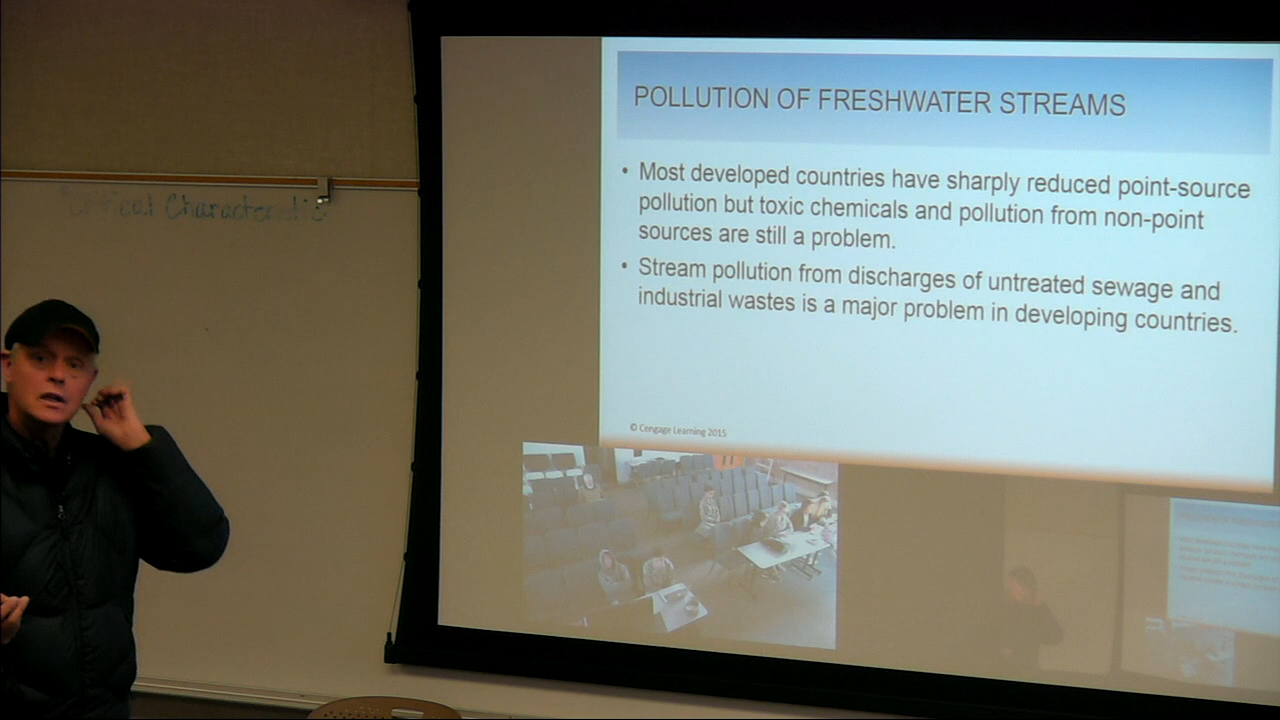 Critical Characteristic
POLLUTION OF FRESHWATER STREAMS
• Most developed countries have sharply reduced point-source
pollution but toxic chemicals and pollution from non-point
sources are still a problem.
• Stream pollution from discharges of untreated sewage and
industrial wastes is a major problem in developing countries.
© Cengage Learning 2015